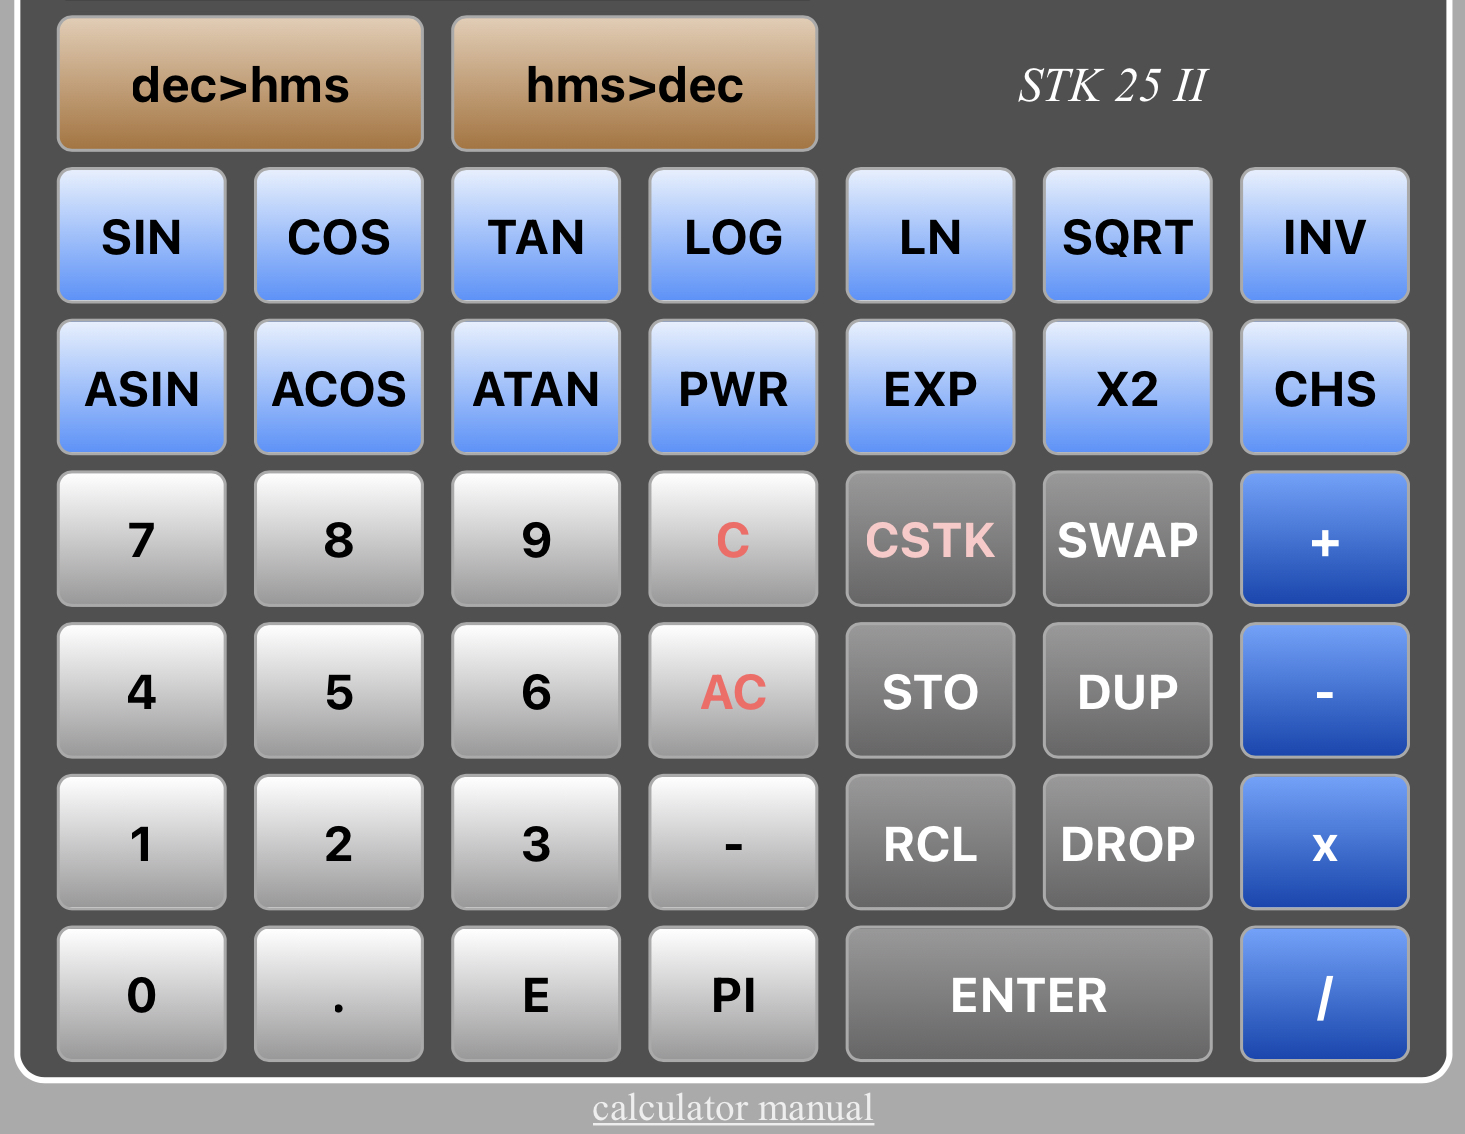 dec>hms hms>dec STK 25 II
SIN COS TAN LOG LN SQRT INV
ASIN ACOS ATAN PWR EXP X2 CHS
7 8 9 C CSTK SWAP +
4 5 6 AC STO DUP -
1 2 3 - RCL DROP x
0 . E PI ENTER /
calculator manual